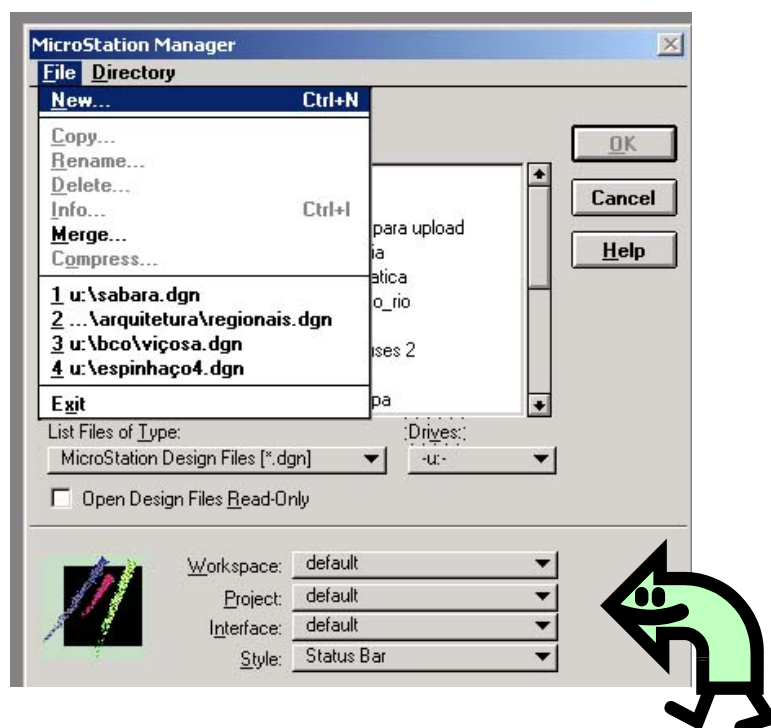 MicroStation Manager
File Directory
New... Ctrl+N
Copy...
Rename...
Delete...
Info... Ctrl+I
Merge...
Compress...
1 u:\sabara.dgn
2 ...\arquitetura\regionais.dgn
3 u:\bco\viçosa.dgn
4 u:\espinhaço4.dgn
Exit
para upload
ia
atica
o_rio
ses 2
pa
OK
Cancel
Help
List Files of Type: Drives:
MicroStation Design Files [*.dgn] -u:-
Open Design Files Read-Only
Workspace: default
Project: default
Interface: default
Style: Status Bar